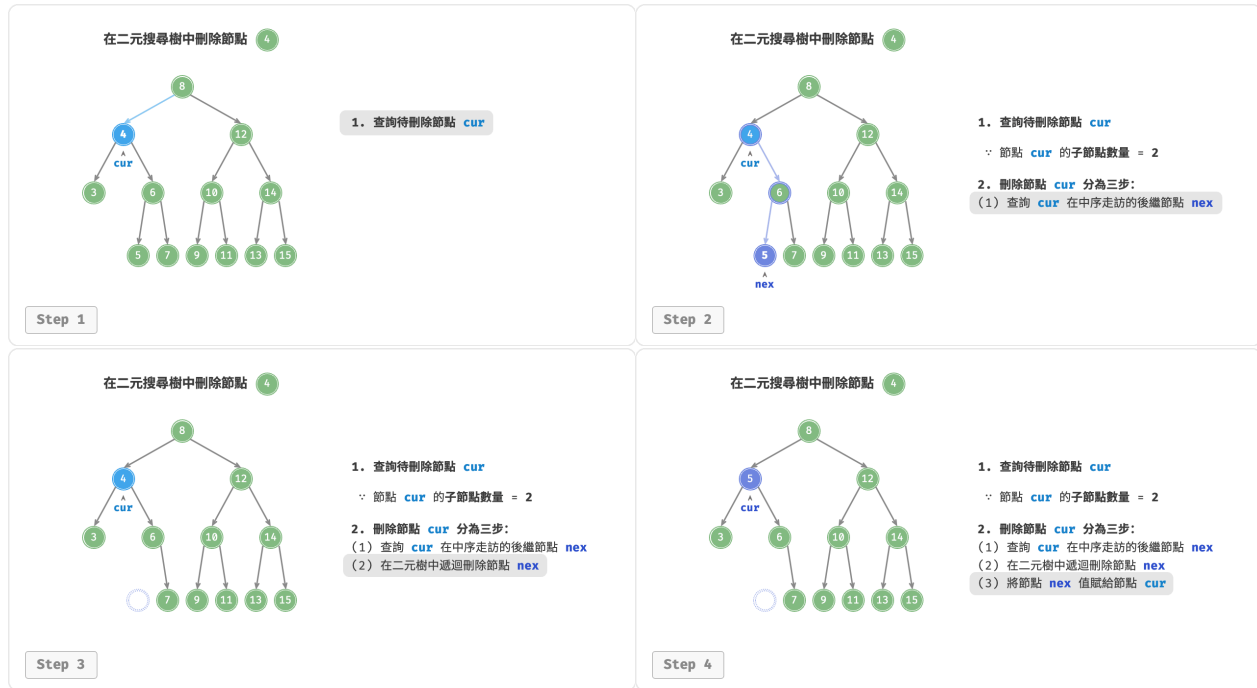 在二元搜尋樹中刪除節點 4
8
4 12
cur
3 6 10 14
5 7 9 11 13 15
1. 查詢待刪除節點 cur
Step 1
在二元搜尋樹中刪除節點 4
8
4 12
cur
3 6 10 14
5 7 9 11 13 15
nex
1. 查詢待刪除節點 cur
∵ 節點 cur 的子節點數量 = 2
2. 刪除節點 cur 分為三步：
(1) 查詢 cur 在中序走訪的後繼節點 nex
Step 2
在二元搜尋樹中刪除節點 4
8
4 12
cur
3 6 10 14
7 9 11 13 15
1. 查詢待刪除節點 cur
∵ 節點 cur 的子節點數量 = 2
2. 刪除節點 cur 分為三步：
(1) 查詢 cur 在中序走訪的後繼節點 nex
(2) 在二元樹中遞迴刪除節點 nex
Step 3
在二元搜尋樹中刪除節點 4
8
5 12
cur
3 6 10 14
7 9 11 13 15
1. 查詢待刪除節點 cur
∵ 節點 cur 的子節點數量 = 2
2. 刪除節點 cur 分為三步：
(1) 查詢 cur 在中序走訪的後繼節點 nex
(2) 在二元樹中遞迴刪除節點 nex
(3) 將節點 nex 值賦給節點 cur
Step 4